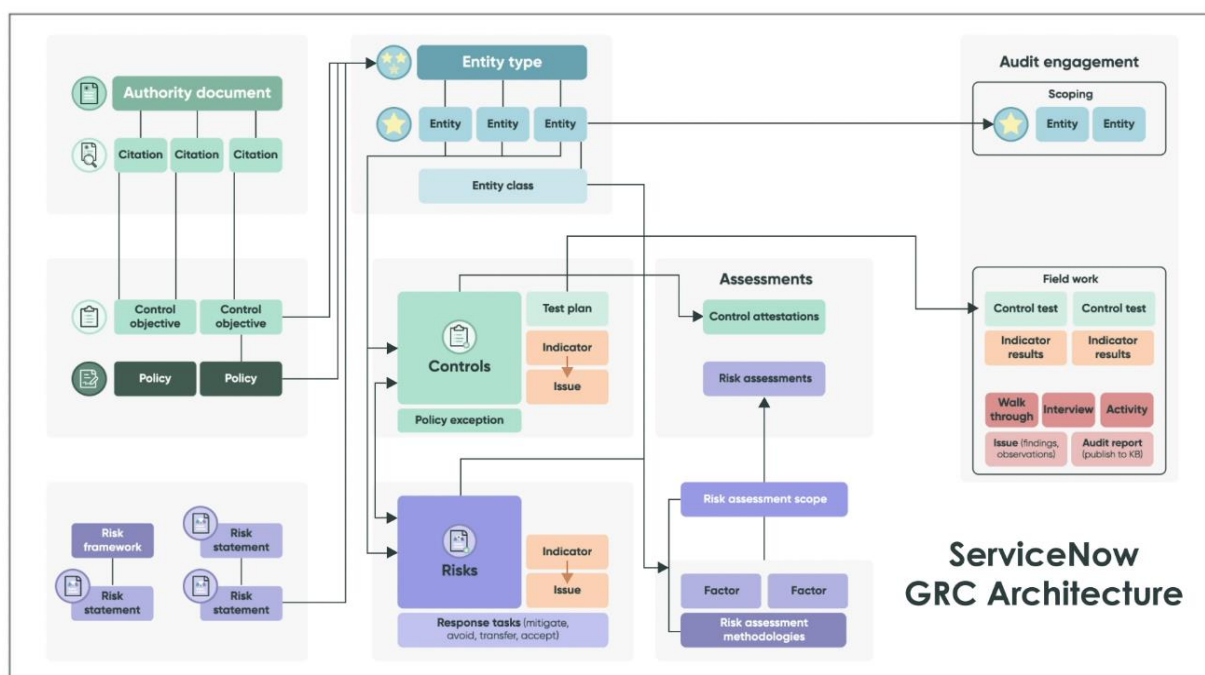 Authority document
Citation
Citation
Citation
Control
objective
Control
objective
Policy
Policy
Risk
framework
Risk
statement
Risk
statement
Risk
statement
Entity type
Entity
Entity
Entity
Entity class
Controls
Test plan
Indicator
Issue
Policy exception
Risks
Indicator
Issue
Response tasks (mitigate,
avoid, transfer, accept)
Assessments
Control attestations
Risk assessments
Risk assessment scope
Factor
Factor
Risk assessment
methodologies
Audit engagement
Scoping
Entity
Entity
Field work
Control test
Control test
Indicator
results
Indicator
results
Walk
through
Interview
Activity
Issue (findings,
observations)
Audit report
(publish to KB)
ServiceNow
GRC Architecture